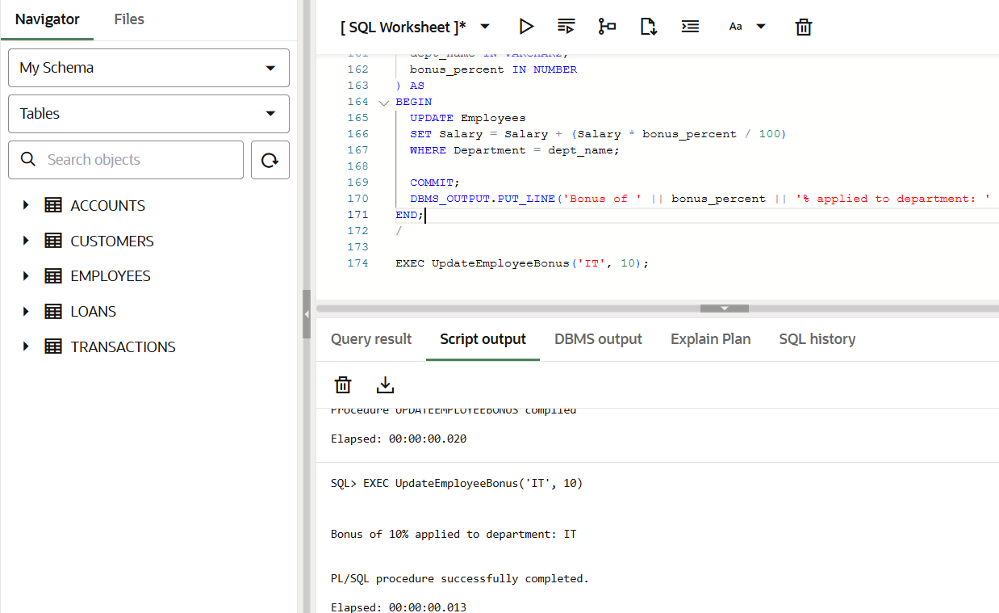 Navigator
Files
My Schema
Tables
Search objects
ACCOUNTS
CUSTOMERS
EMPLOYEES
LOANS
TRANSACTIONS
[ SQL Worksheet ]*
Aa
161 dept_name IN VARCHAR2,
162 bonus_percent IN NUMBER
163 ) AS
164 BEGIN
165 UPDATE Employees
166 SET Salary = Salary + (Salary * bonus_percent / 100)
167 WHERE Department = dept_name;
168
169 COMMIT;
170 DBMS_OUTPUT.PUT_LINE('Bonus of ' || bonus_percent || '% applied to department: '
171 END;
172 /
173
174 EXEC UpdateEmployeeBonus('IT', 10);
Query result
Script output
DBMS output
Explain Plan
SQL history
Procedure UPDATEEMPLOYEEBONUS compiled
Elapsed: 00:00:00.020
SQL> EXEC UpdateEmployeeBonus('IT', 10)
Bonus of 10% applied to department: IT
PL/SQL procedure successfully completed.
Elapsed: 00:00:00.013